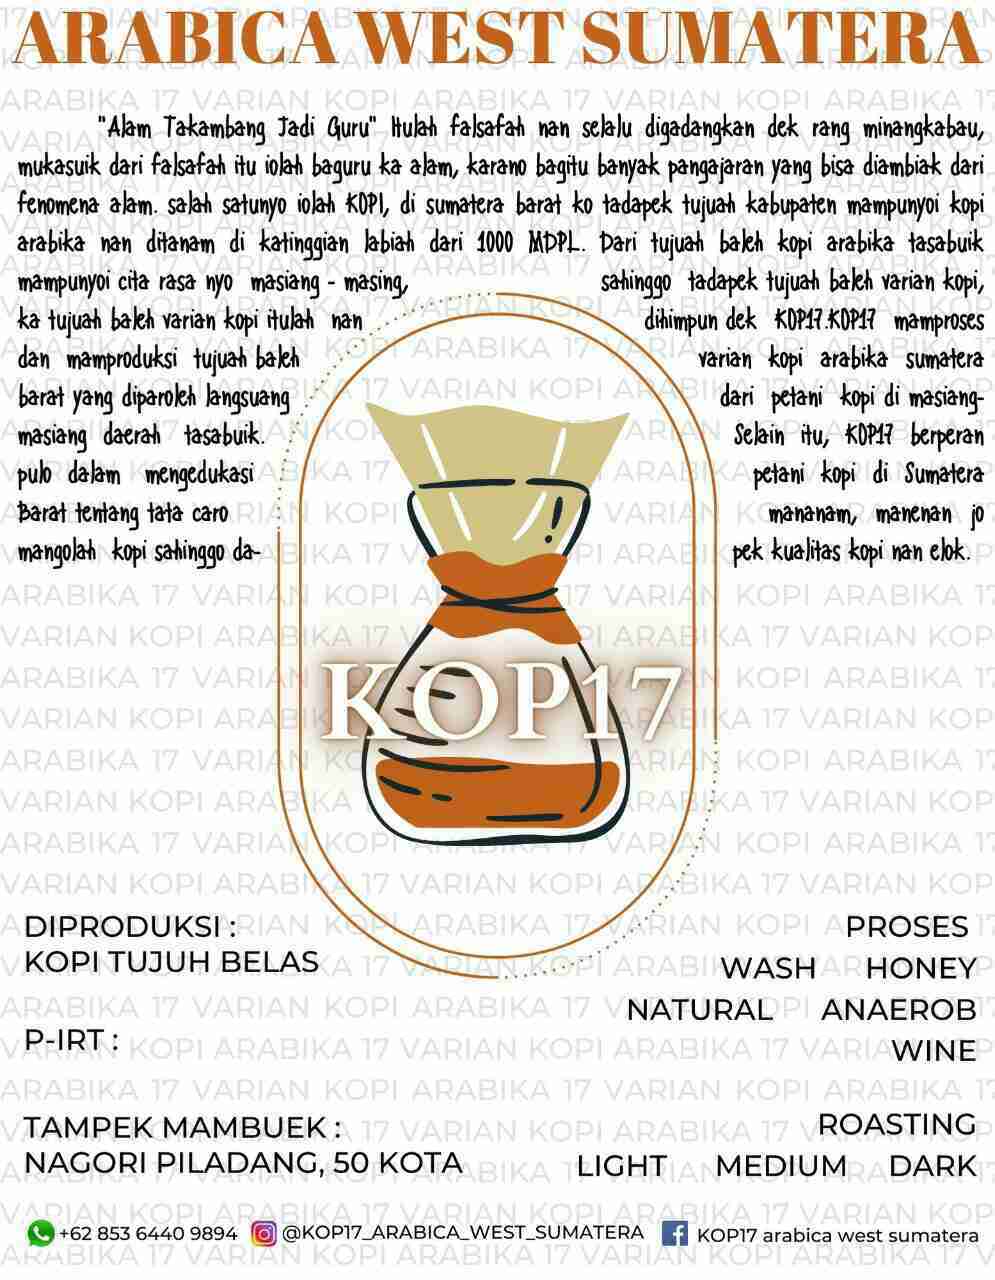 ARABICA WEST SUMATERA
"Alam Takambang Jadi Guru" Itulah falsafah nan selalu digadangkan dek rang minangkabau,
mukasuik dari falsafah itu iolah baguru ka alam, karano bagitu banyak pangajaran yang bisa diambiak dari
fenomena alam. salah satunyo iolah KOPI, di sumatera barat ko tadapek tujuah kabupaten mampunyoi kopi
arabika nan ditanam di katinggian labiah dari 1000 MDPL. Dari tujuah baleh kopi arabika tasabuik
mampunyoi cita rasa nyo masiang - masing, sahinggo tadapek tujuah baleh varian kopi,
ka tujuah baleh varian kopi itulah nan dihimpun dek KOP17.KOP17 mamproses
dan mamproduksi tujuah baleh varian kopi arabika sumatera
barat yang diparoleh langsuang dari petani kopi di masiang-
masiang daerah tasabuik. Selain itu, KOP17 berperan
pulo dalam mengedukasi petani kopi di Sumatera
Barat tentang tata caro mananam, manenan jo
mangolah kopi sahinggo da- pek kualitas kopi nan elok.
KOP17
DIPRODUKSI :
KOPI TUJUH BELAS
P-IRT :
TAMPEK MAMBUEK :
NAGORI PILADANG, 50 KOTA
PROSES
WASH HONEY
NATURAL ANAEROB
WINE
ROASTING
LIGHT MEDIUM DARK
+62 853 6440 9894 @KOP17_ARABICA_WEST_SUMATERA KOP17 arabica west sumatera
17 VARIAN KOPI ARABIKA